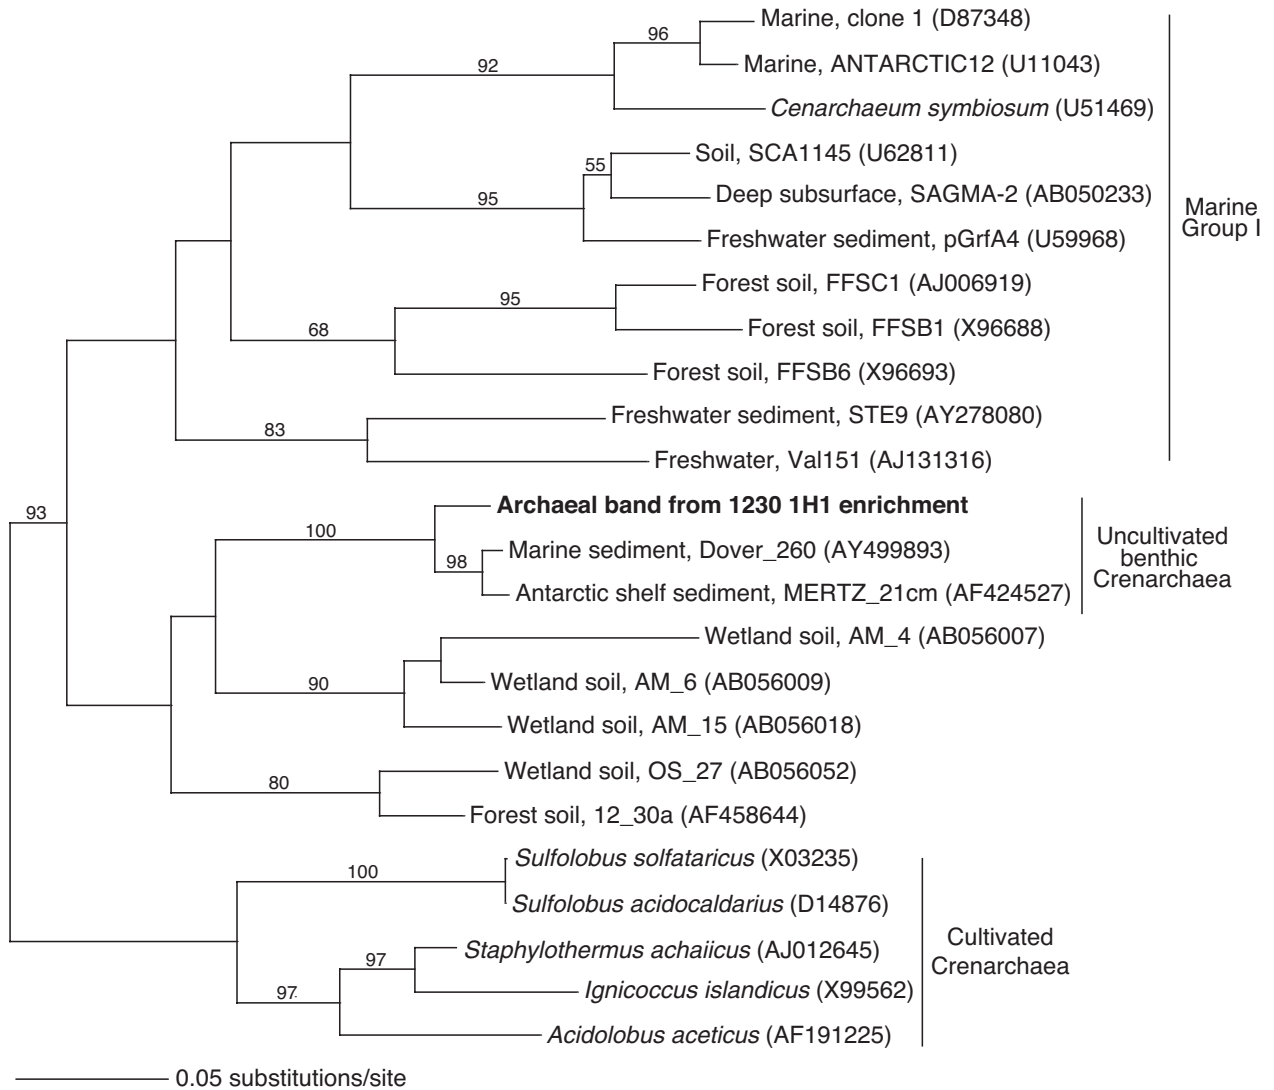 Marine, clone 1 (D87348)
96
Marine, ANTARCTIC12 (U11043)
92
Cenarchaeum symbiosum (U51469)
Soil, SCA1145 (U62811)
55
Deep subsurface, SAGMA-2 (AB050233)
95
Freshwater sediment, pGrfA4 (U59968)
Marine
Group I
Forest soil, FFSC1 (AJ006919)
95
Forest soil, FFSB1 (X96688)
68
Forest soil, FFSB6 (X96693)
Freshwater sediment, STE9 (AY278080)
83
Freshwater, Val151 (AJ131316)
93
Archaeal band from 1230 1H1 enrichment
100
Marine sediment, Dover_260 (AY499893)
98
Antarctic shelf sediment, MERTZ_21cm (AF424527)
Uncultivated
benthic
Crenarchaea
Wetland soil, AM_4 (AB056007)
Wetland soil, AM_6 (AB056009)
90
Wetland soil, AM_15 (AB056018)
Wetland soil, OS_27 (AB056052)
80
Forest soil, 12_30a (AF458644)
Sulfolobus solfataricus (X03235)
100
Sulfolobus acidocaldarius (D14876)
Staphylothermus achaiicus (AJ012645)
97
Ignicoccus islandicus (X99562)
97
Acidolobus aceticus (AF191225)
Cultivated
Crenarchaea
0.05 substitutions/site